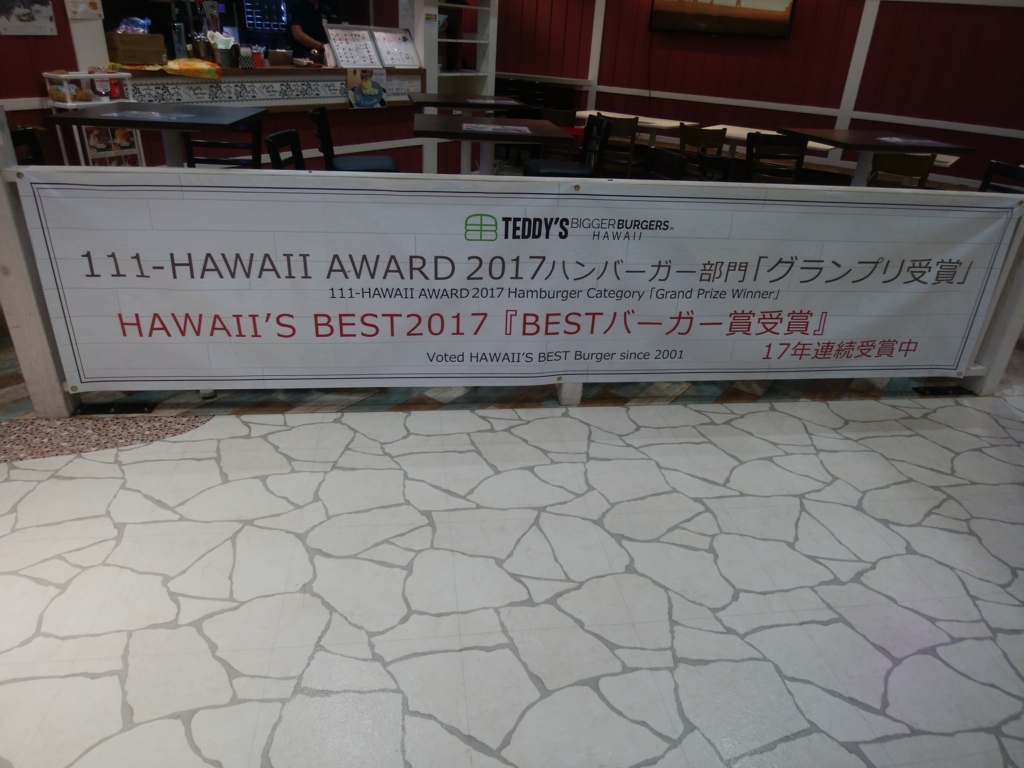 TEDDY'S BIGGER BURGERS
HAWAII
111-HAWAII AWARD 2017ハンバーガー部門「グランプリ受賞」
111-HAWAII AWARD 2017 Hamburger Category「Grand Prize Winner」
HAWAII'S BEST2017『BESTバーガー賞受賞』
Voted HAWAII'S BEST Burger since 2001
17年連続受賞中